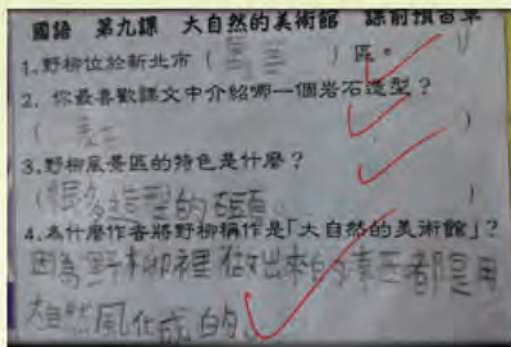 國語 第九課 大自然的美術館 課前預習單
1.野柳位於新北市(萬里)區。
2. 你最喜歡課文中介紹哪一個岩石造型?
3.野柳風景區的特色是什麼?
(很多造型的石頭。)
4.為什麼作者將野柳稱作是「大自然的美術館」?
因為野柳裡做出來的東西都是用
大自然風化成的。